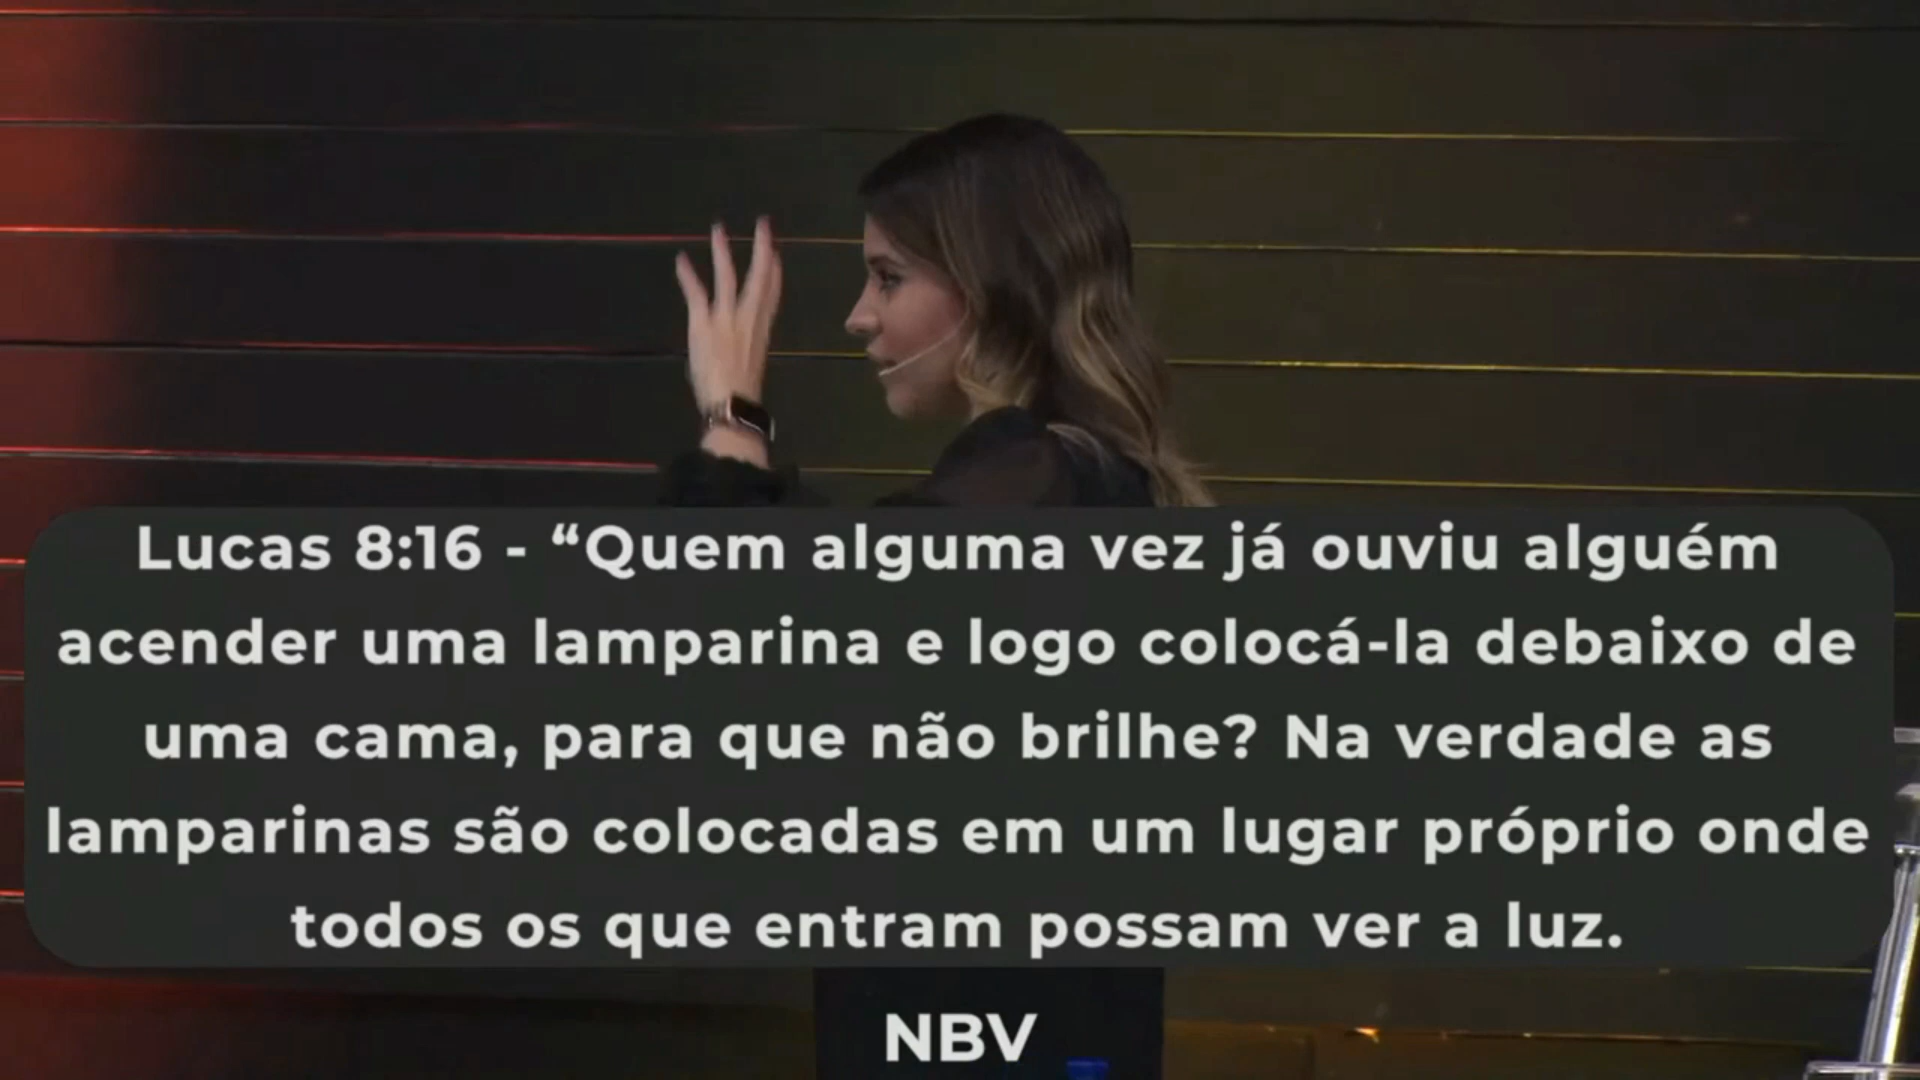 Lucas 8:16 - “Quem alguma vez já ouviu alguém
acender uma lamparina e logo colocá-la debaixo de
uma cama, para que não brilhe? Na verdade as
lamparinas são colocadas em um lugar próprio onde
todos os que entram possam ver a luz.
NBV